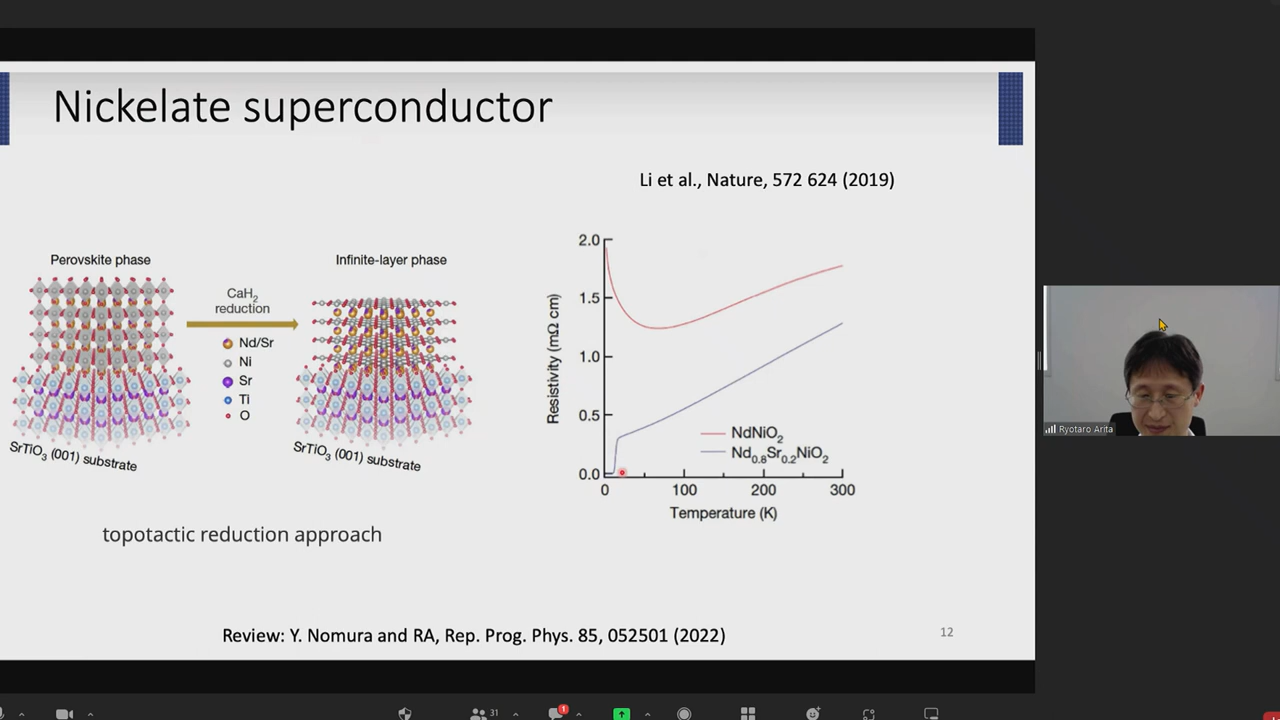 Nickelate superconductor
Li et al., Nature, 572 624 (2019)
Perovskite phase
Infinite-layer phase
CaH2
reduction
Nd/Sr
Ni
Sr
Ti
O
SrTiO3 (001) substrate
SrTiO3 (001) substrate
topotactic reduction approach
2.0
1.5
1.0
0.5
0.0
Resistivity (mΩ cm)
NdNiO2
Nd0.8Sr0.2NiO2
0
100
200
300
Temperature (K)
Review: Y. Nomura and RA, Rep. Prog. Phys. 85, 052501 (2022)
12
Ryotaro Arita
31
1